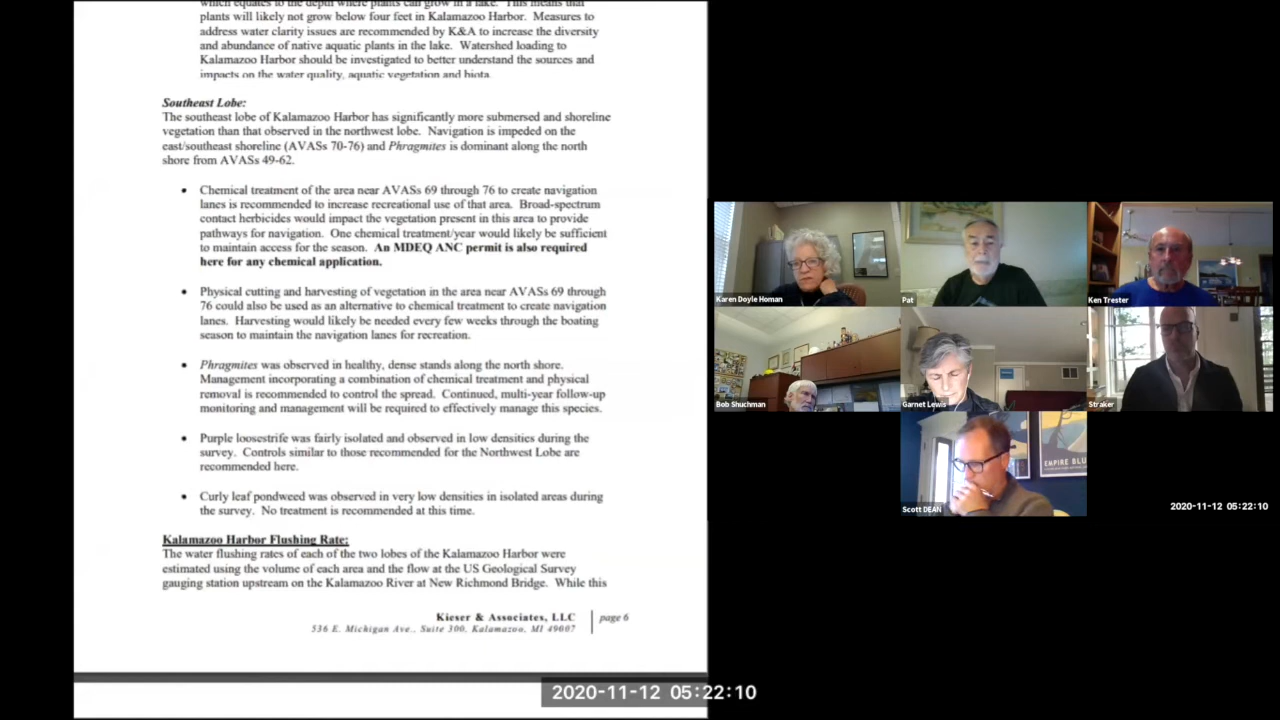 which equates to the depth where plants can grow in a lake. This means that
plants will likely not grow below four feet in Kalamazoo Harbor. Measures to
address water clarity issues are recommended by K&A to increase the diversity
and abundance of native aquatic plants in the lake. Watershed loading to
Kalamazoo Harbor should be investigated to better understand the sources and
impacts on the water quality, aquatic vegetation and biota.
Southeast Lobe:
The southeast lobe of Kalamazoo Harbor has significantly more submersed and shoreline
vegetation than that observed in the northwest lobe. Navigation is impeded on the
east/southeast shoreline (AVASs 70-76) and Phragmites is dominant along the north
shore from AVASs 49-62.
• Chemical treatment of the area near AVASs 69 through 76 to create navigation
lanes is recommended to increase recreational use of that area. Broad-spectrum
contact herbicides would impact the vegetation present in this area to provide
pathways for navigation. One chemical treatment/year would likely be sufficient
to maintain access for the season. An MDEQ ANC permit is also required
here for any chemical application.
• Physical cutting and harvesting of vegetation in the area near AVASs 69 through
76 could also be used as an alternative to chemical treatment to create navigation
lanes. Harvesting would likely be needed every few weeks through the boating
season to maintain the navigation lanes for recreation.
• Phragmites was observed in healthy, dense stands along the north shore.
Management incorporating a combination of chemical treatment and physical
removal is recommended to control the spread. Continued, multi-year follow-up
monitoring and management will be required to effectively manage this species.
• Purple loosestrife was fairly isolated and observed in low densities during the
survey. Controls similar to those recommended for the Northwest Lobe are
recommended here.
• Curly leaf pondweed was observed in very low densities in isolated areas during
the survey. No treatment is recommended at this time.
Kalamazoo Harbor Flushing Rate:
The water flushing rates of each of the two lobes of the Kalamazoo Harbor were
estimated using the volume of each area and the flow at the US Geological Survey
gauging station upstream on the Kalamazoo River at New Richmond Bridge. While this
Kieser & Associates, LLC
page 6
536 E. Michigan Ave., Suite 300, Kalamazoo, MI 49007
Karen Doyle Homan
Pat
Ken Trester
Bob Shuchman
Garnet Lewis
Straker
EMPIRE BLU
Scott DEAN
2020-11-12 05:22:10
2020-11-12 05:22:10